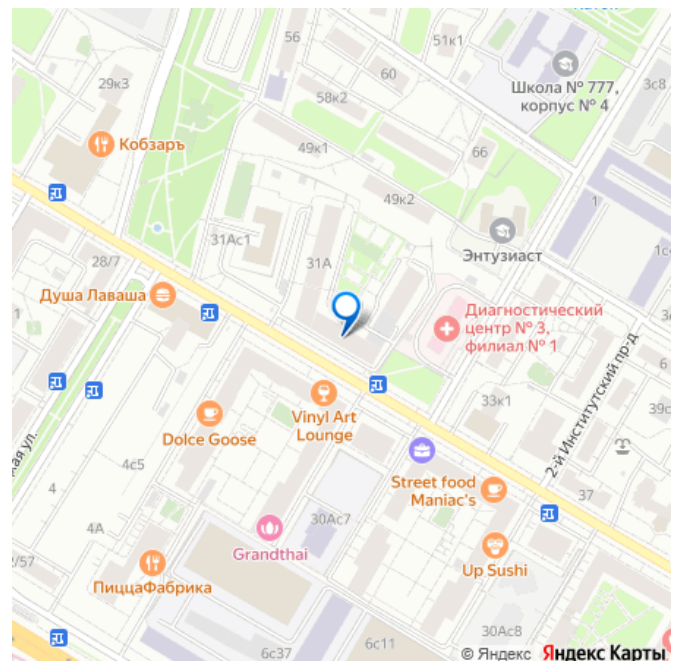 56
51к1
60
Школа № 777,
корпус № 4
3с8
29к3
58к2
Кобзаръ
49к1
66
49к2
1
31Ас1
31А
Энтузиаст
28/7
Душа Лаваша
Диагностический
центр № 3,
филиал № 1
1
6
Vinyl Art
Lounge
33к1
39с
2-й Институтский пр-д
Dolce Goose
4с5
4
Street food
Maniac's
37
4А
30Ас7
Grandthai
Up Sushi
ПиццаФабрика
30Ас8
6с37
6с11
© Яндекс Яндекс Карты